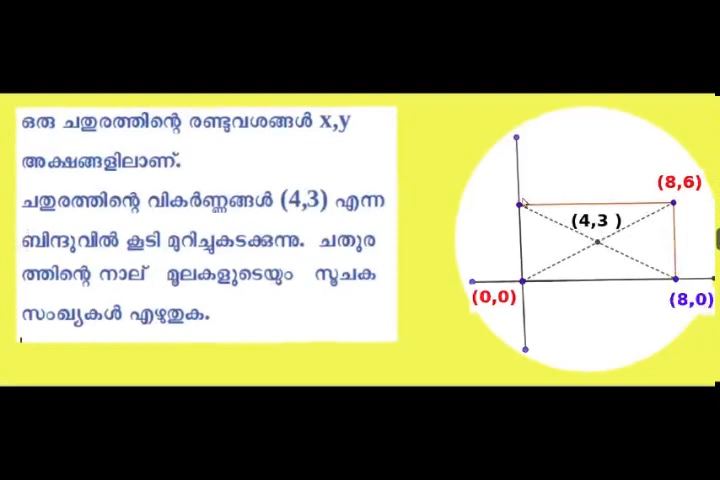 ഒരു ചതുരത്തിന്റെ രണ്ടുവശങ്ങൾ x,y
അക്ഷങ്ങളിലാണ്.
ചതുരത്തിന്റെ വികർണ്ണങ്ങൾ (4,3) എന്ന
ബിന്ദുവിൽ കൂടി മുറിച്ചുകടക്കുന്നു. ചതുര
ത്തിന്റെ നാല് മൂലകളുടെയും സൂചക
സംഖ്യകൾ എഴുതുക.
(8,6)
(4,3 )
(0,0)
(8,0)